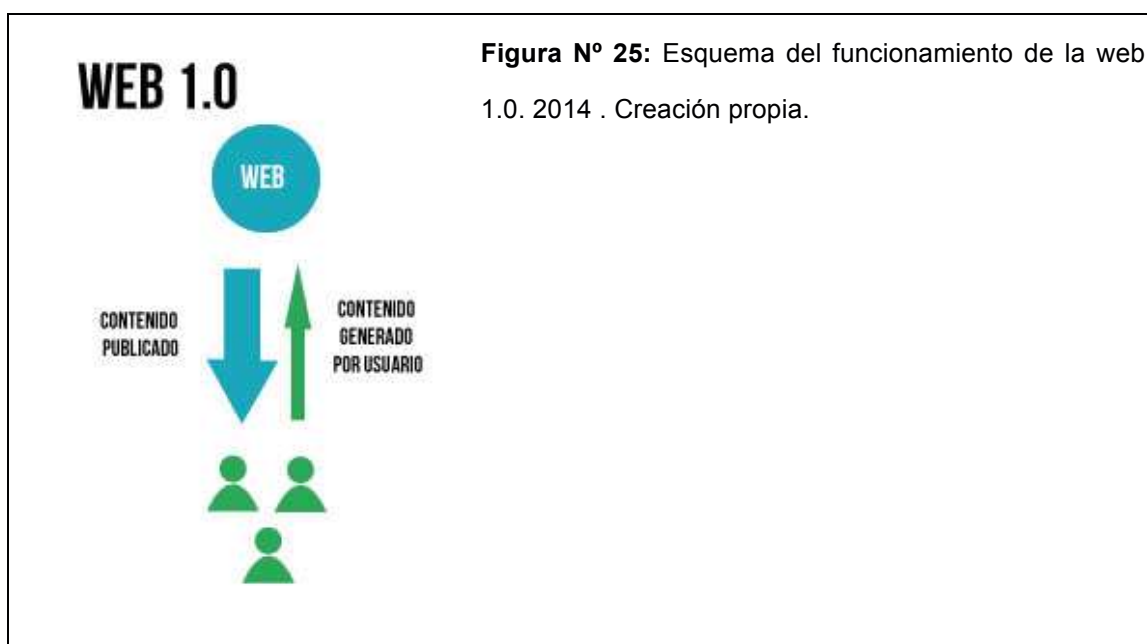 WEB 1.0
WEB
CONTENIDO
PUBLICADO
CONTENIDO
GENERADO
POR USUARIO
Figura Nº 25: Esquema del funcionamiento de la web
1.0. 2014 . Creación propia.